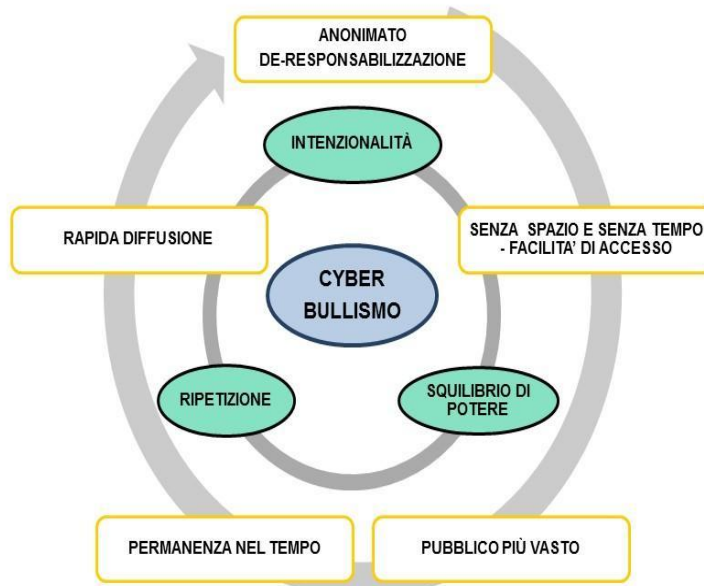 ANONIMATO
DE-RESPONSABILIZZAZIONE
INTENZIONALITÀ
RAPIDA DIFFUSIONE
SENZA SPAZIO E SENZA TEMPO
- FACILITA' DI ACCESSO
CYBER
BULLISMO
RIPETIZIONE
SQUILIBRIO DI
POTERE
PERMANENZA NEL TEMPO
PUBBLICO PIÙ VASTO